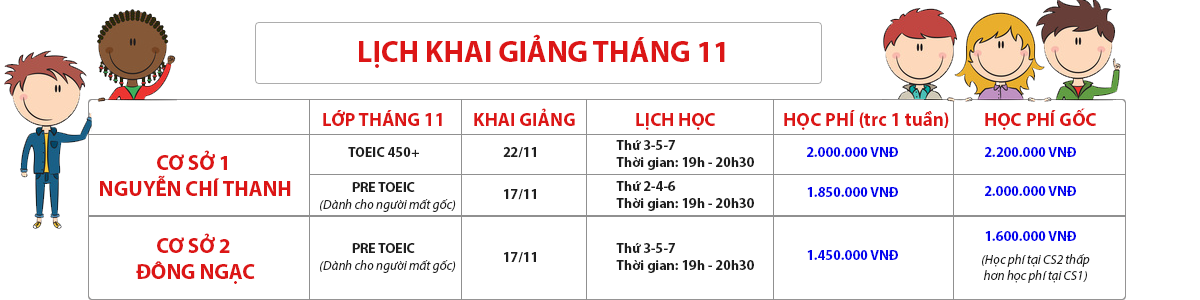 LỊCH KHAI GIẢNG THÁNG 11
LỚP THÁNG 11
KHAI GIẢNG
LỊCH HỌC
HỌC PHÍ (trc 1 tuần)
HỌC PHÍ GỐC
CƠ SỞ 1
NGUYỄN CHÍ THANH
TOEIC 450+
22/11
Thứ 3-5-7
Thời gian: 19h - 20h30
2.000.000 VNĐ
2.200.000 VNĐ
PRE TOEIC
(Dành cho người mất gốc)
17/11
Thứ 2-4-6
Thời gian: 19h - 20h30
1.850.000 VNĐ
2.000.000 VNĐ
CƠ SỞ 2
ĐÔNG NGẠC
PRE TOEIC
(Dành cho người mất gốc)
17/11
Thứ 3-5-7
Thời gian: 19h - 20h30
1.450.000 VNĐ
1.600.000 VNĐ
(Học phí tại CS2 thấp
hơn học phí tại CS1)